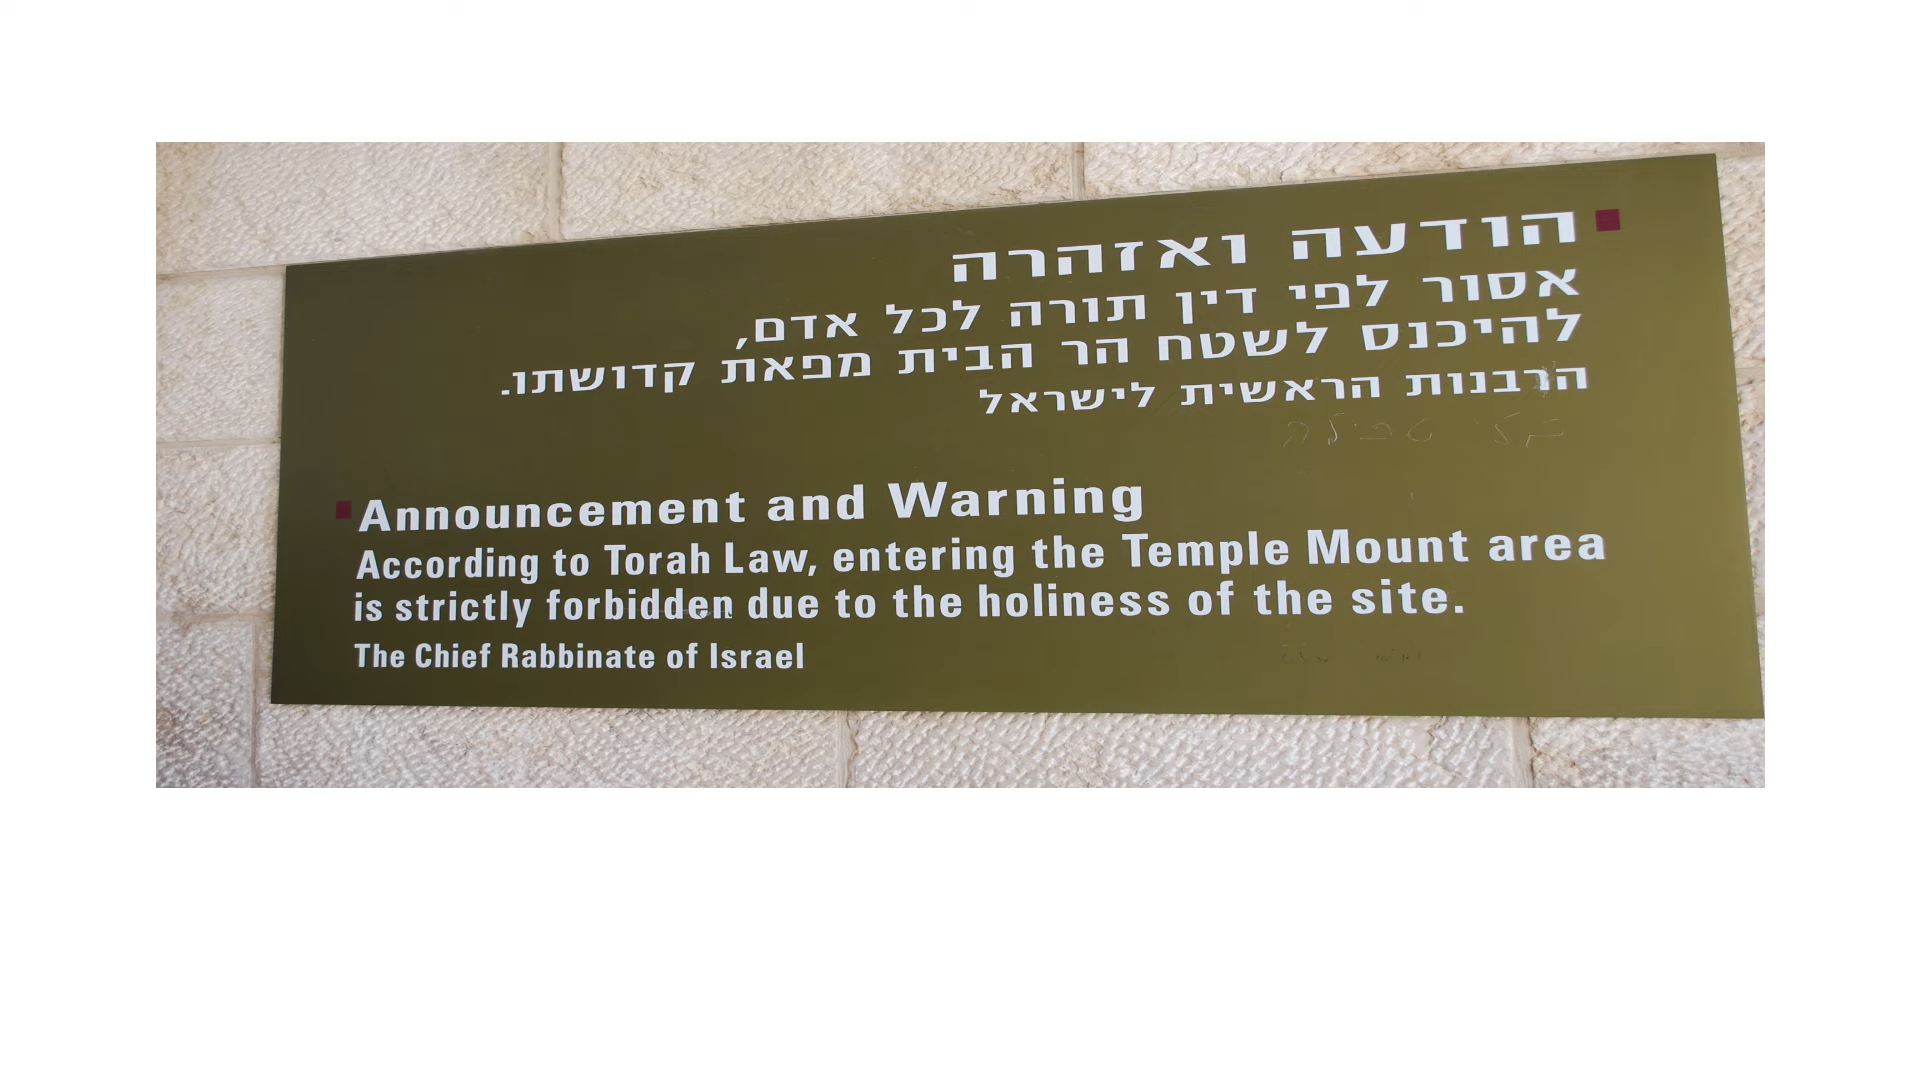 הודעה ואזהרה
אסור לפי דין תורה לכל אדם,
להיכנס לשטח הר הבית מפאת קדושתו.
הרבנות הראשית לישראל
Announcement and Warning
According to Torah Law, entering the Temple Mount area
is strictly forbidden due to the holiness of the site.
The Chief Rabbinate of Israel